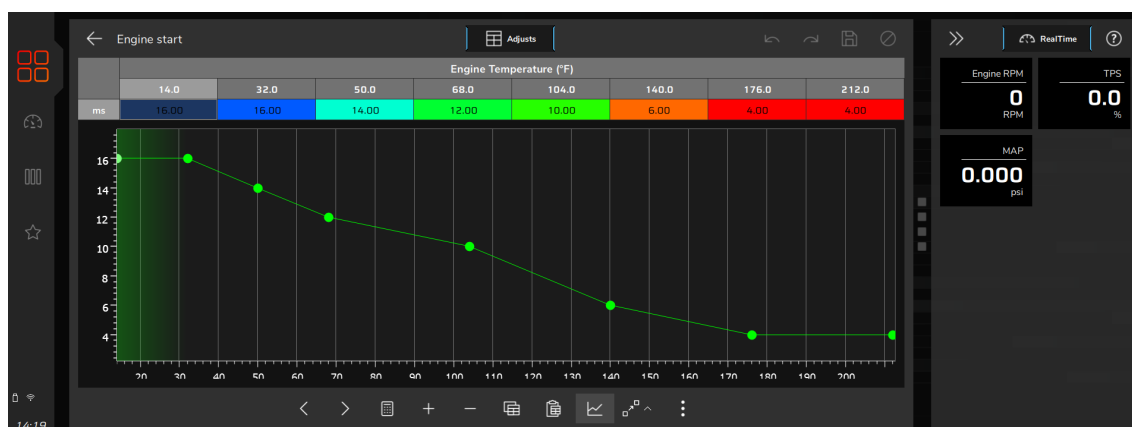 Engine start
Adjusts
RealTime
Engine Temperature (°F)
14.0 32.0 50.0 68.0 104.0 140.0 176.0 212.0
ms 16.00 16.00 14.00 12.00 10.00 6.00 4.00 4.00
16
14
12
10
8
6
4
20 30 40 50 60 70 80 90 100 110 120 130 140 150 160 170 180 190 200
Engine RPM
0
RPM
TPS
0.0
%
MAP
0.000
psi
14:19